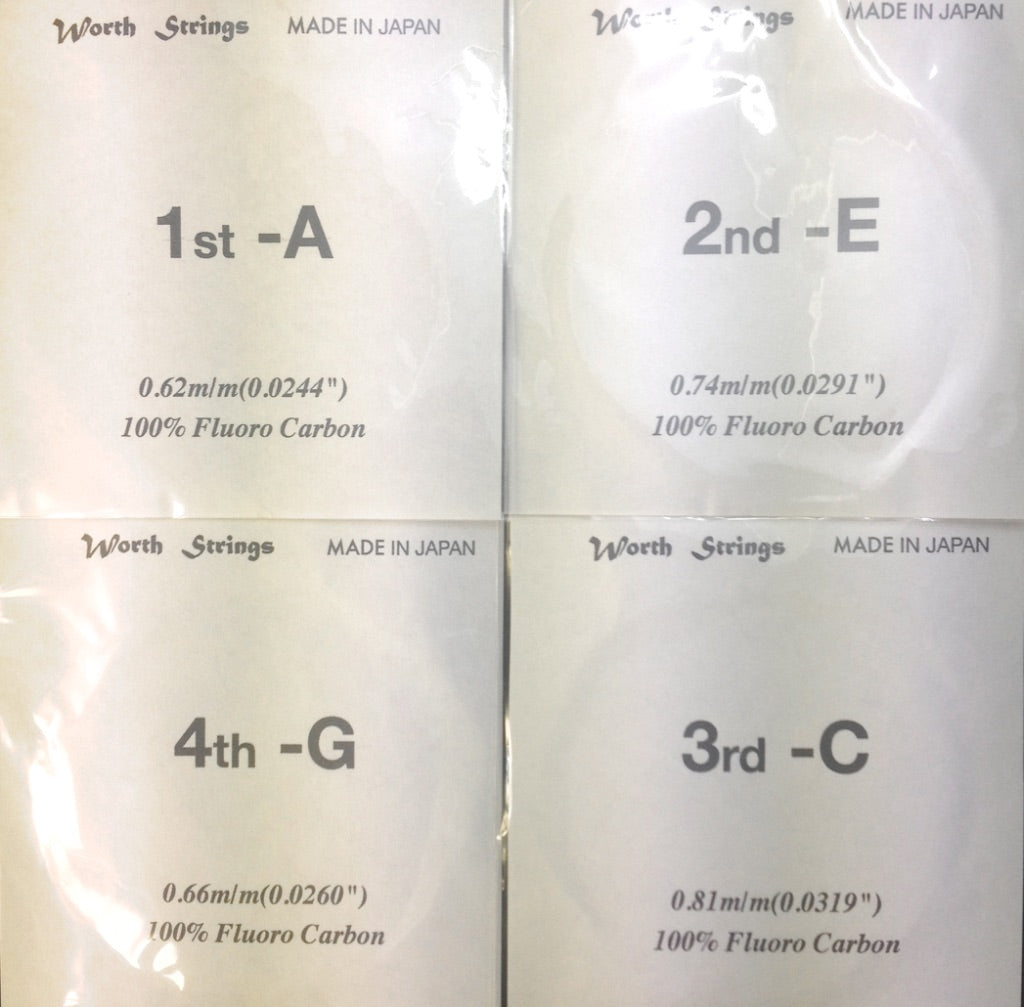 Worth Strings MADE IN JAPAN
1st -A
0.62m/m(0.0244")
100% Fluoro Carbon
Worth Strings MADE IN JAPAN
2nd -E
0.74m/m(0.0291")
100% Fluoro Carbon
Worth Strings MADE IN JAPAN
4th -G
0.66m/m(0.0260")
100% Fluoro Carbon
Worth Strings MADE IN JAPAN
3rd -C
0.81m/m(0.0319")
100% Fluoro Carbon